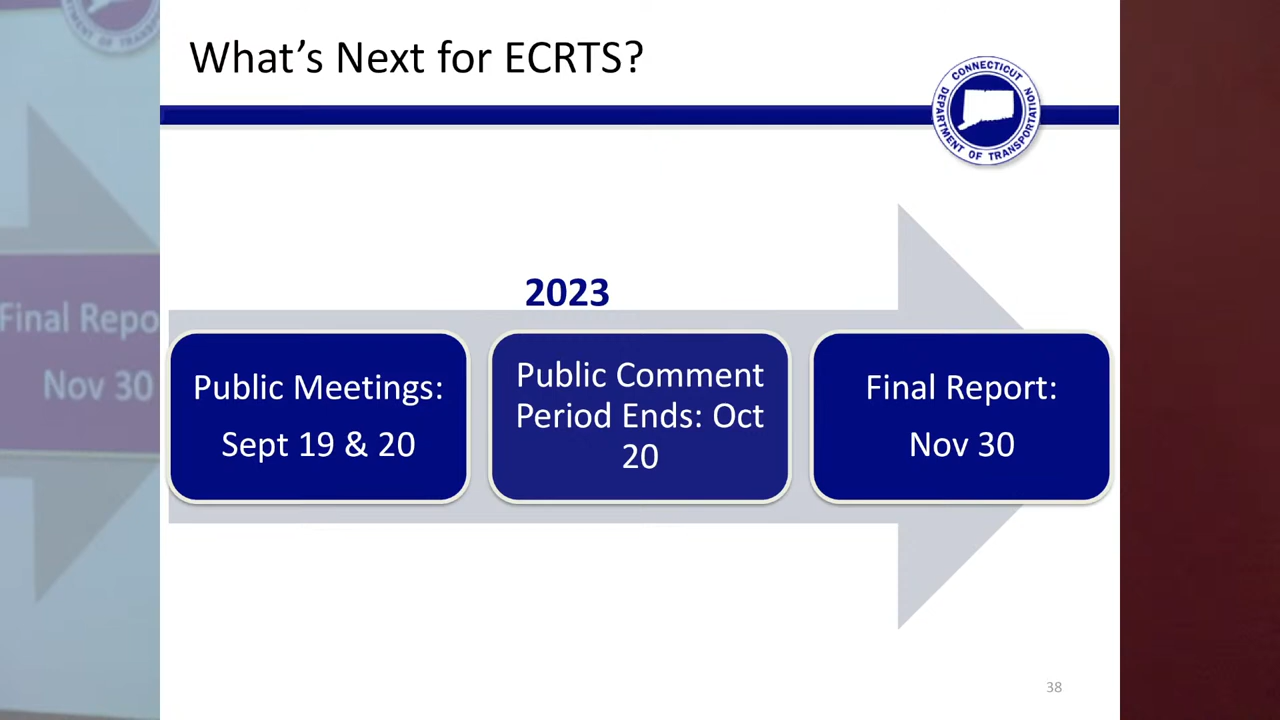 What's Next for ECRTS?
CONNECTICUT
DEPARTMENT OF TRANSPORTATION
2023
Public Meetings:
Sept 19 & 20
Public Comment
Period Ends: Oct
20
Final Report:
Nov 30
38
Final Repo
Nov 30